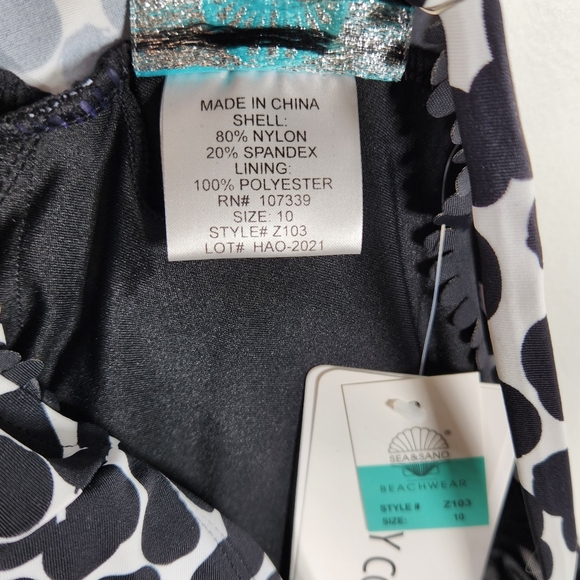 MADE IN CHINA
SHELL:
80% NYLON
20% SPANDEX
LINING:
100% POLYESTER
RN# 107339
SIZE: 10
STYLE# Z103
LOT# HAO-2021
SEA&SAND®
BEACHWEAR
STYLE # Z103
SIZE: 10